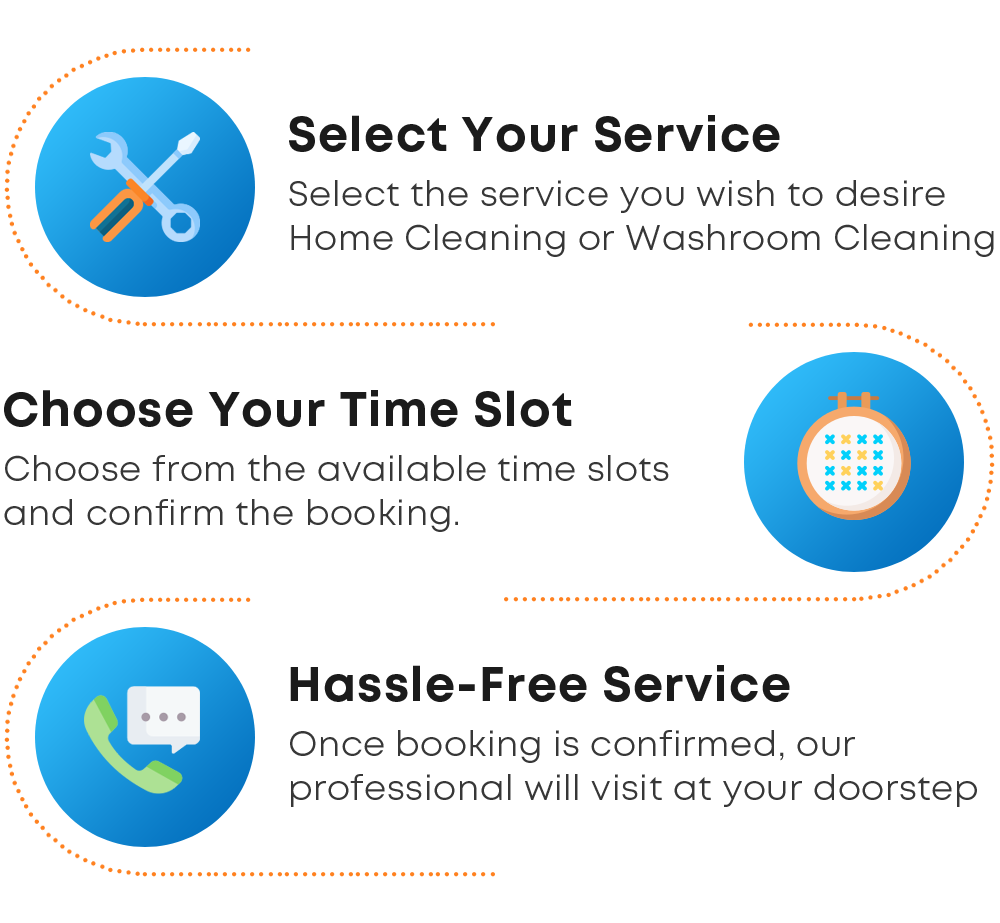 Select Your Service
Select the service you wish to desire
Home Cleaning or Washroom Cleaning
Choose Your Time Slot
Choose from the available time slots
and confirm the booking.
Hassle-Free Service
Once booking is confirmed, our
professional will visit at your doorstep